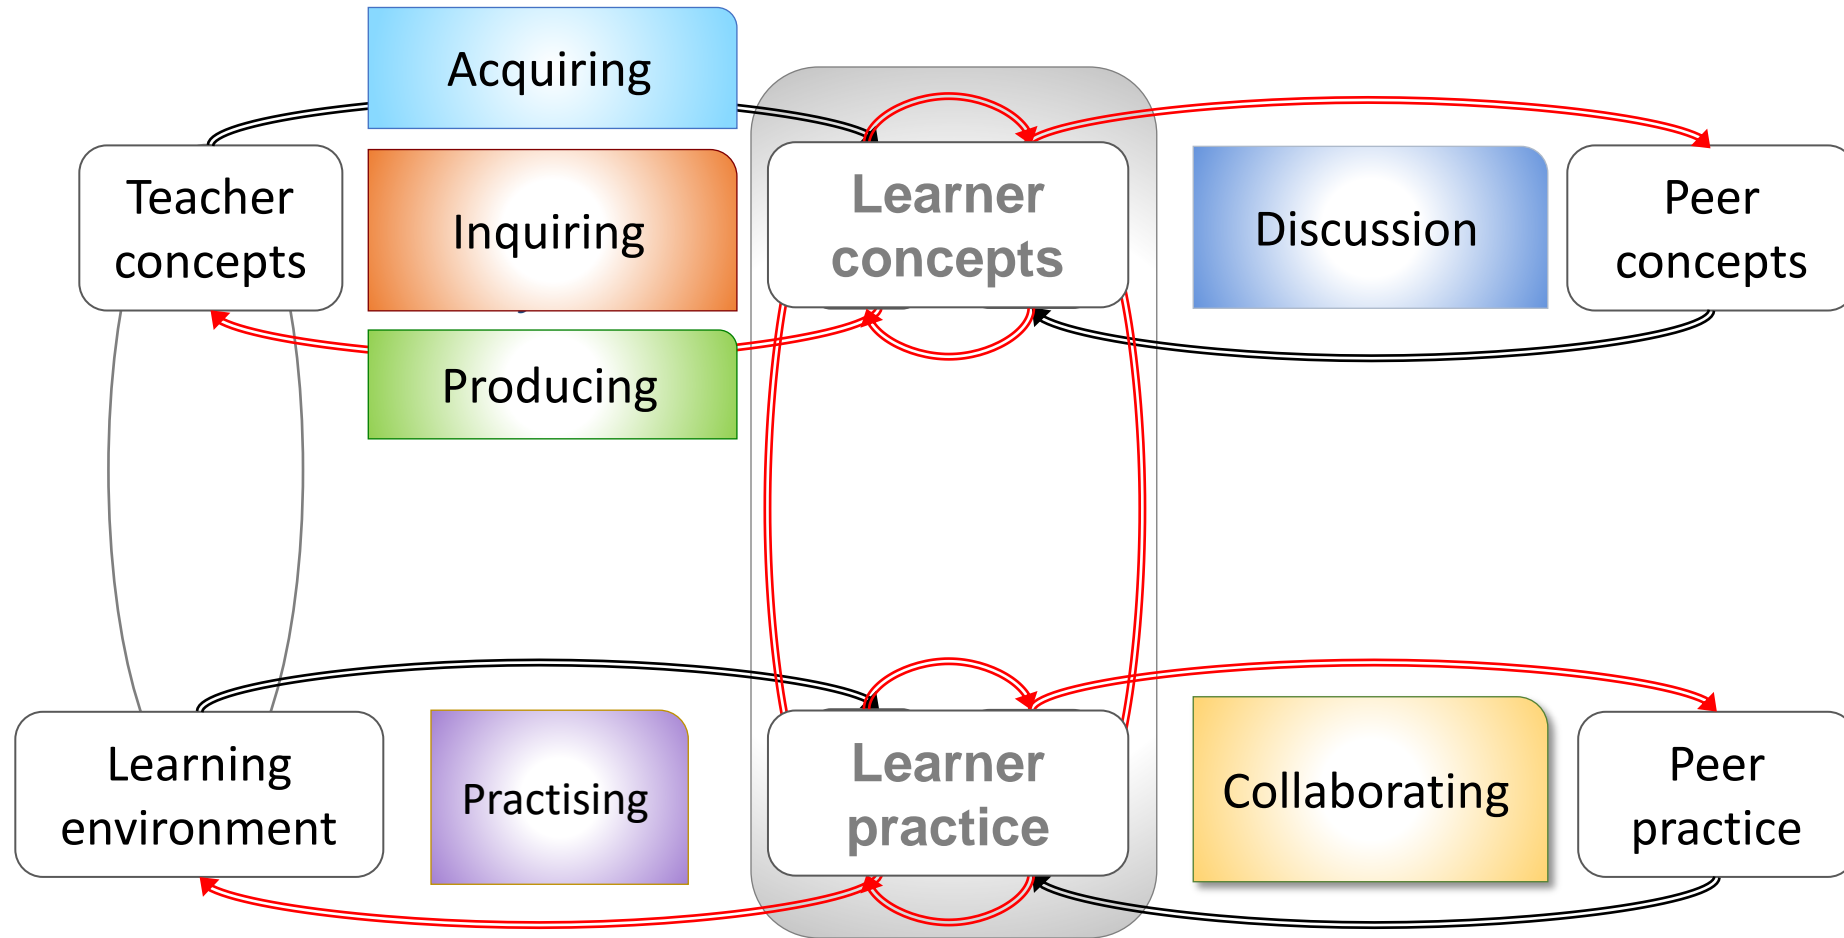 Acquiring
Teacher
concepts
Inquiring
Producing
Learner
concepts
Discussion
Peer
concepts
Learning
environment
Practising
Learner
practice
Collaborating
Peer
practice